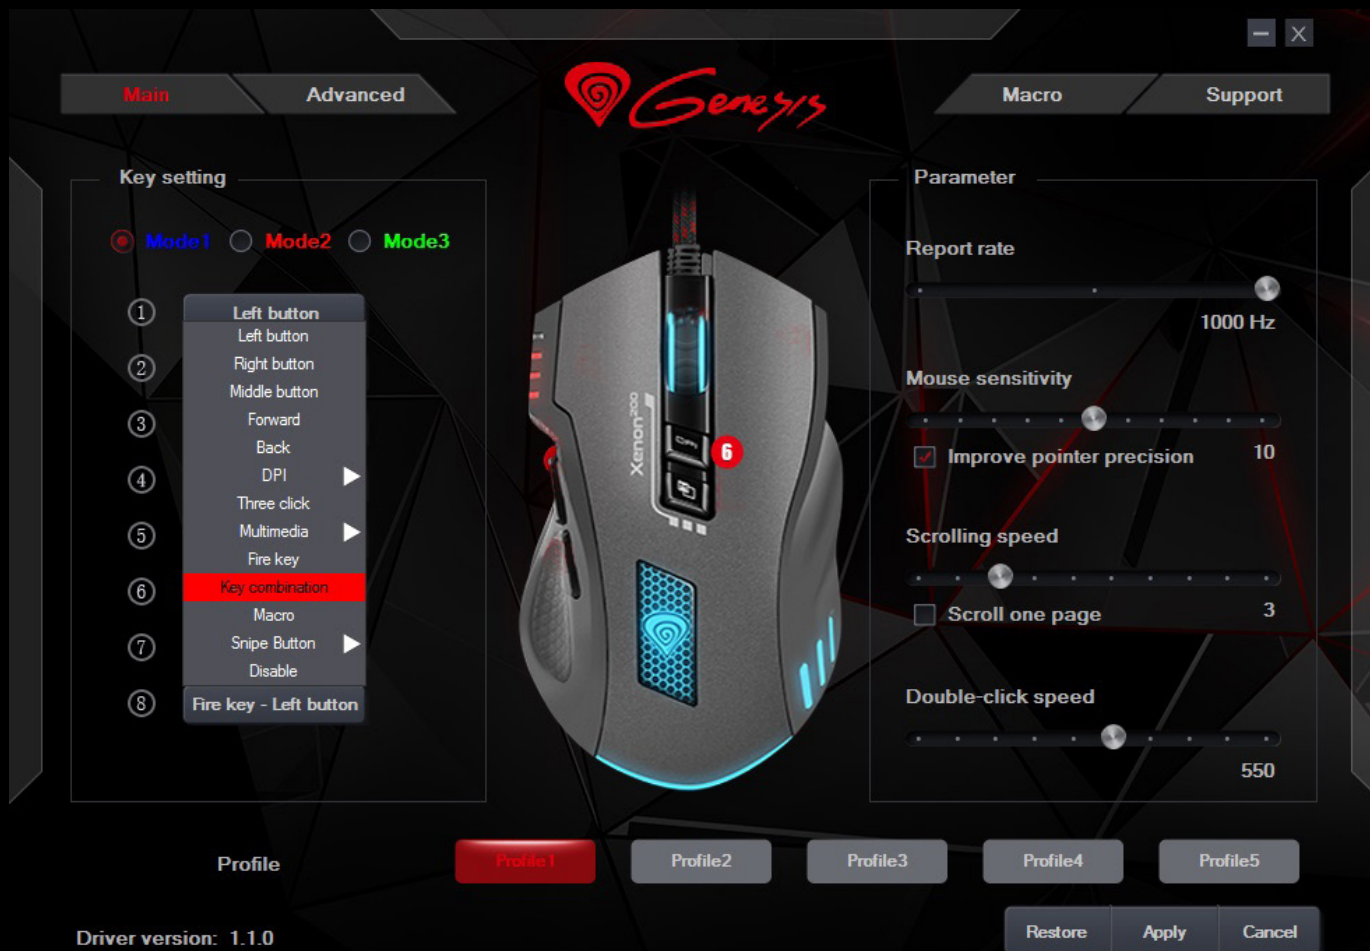 Main
Advanced
Genesis
Macro
Support
Key setting
Mode1
Mode2
Mode3
1
Left button
Left button
2
Right button
Middle button
3
Forward
Back
4
DPI
Three click
5
Multimedia
Fire key
6
Key combination
Macro
7
Snipe Button
Disable
8
Fire key - Left button
Xenon200
DPI
6
Parameter
Report rate
1000 Hz
Mouse sensitivity
Improve pointer precision
10
Scrolling speed
Scroll one page
3
Double-click speed
550
Profile
Profile1
Profile2
Profile3
Profile4
Profile5
Driver version: 1.1.0
Restore
Apply
Cancel